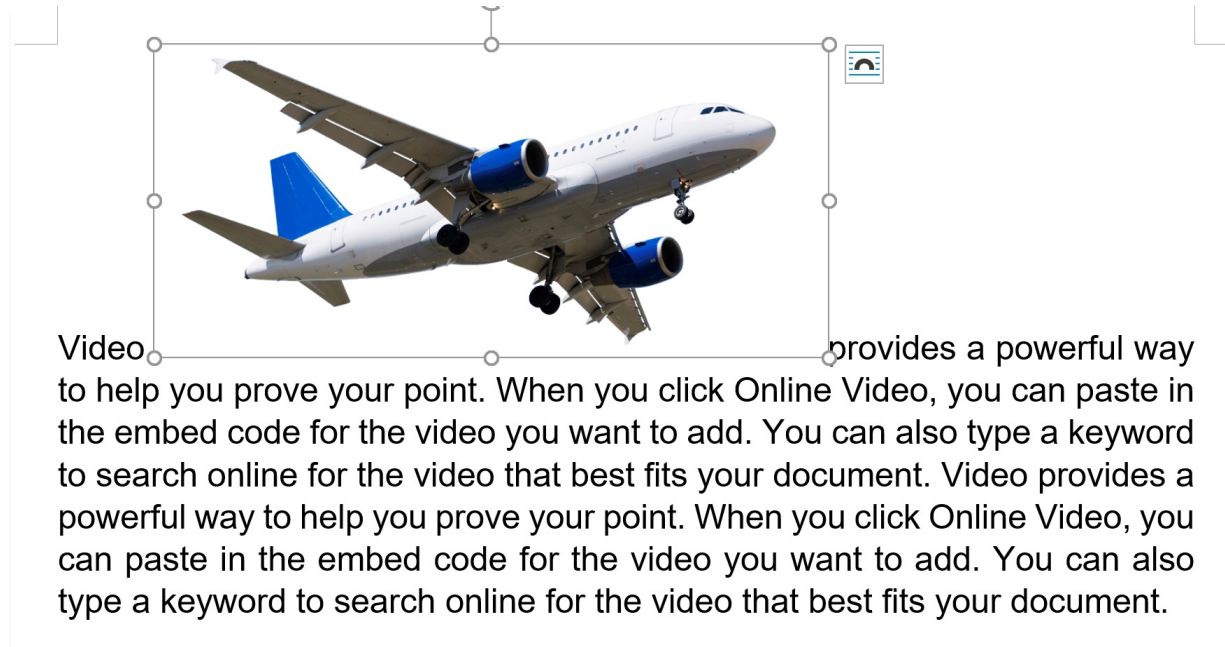 Video provides a powerful way
to help you prove your point. When you click Online Video, you can paste in
the embed code for the video you want to add. You can also type a keyword
to search online for the video that best fits your document. Video provides a
powerful way to help you prove your point. When you click Online Video, you
can paste in the embed code for the video you want to add. You can also
type a keyword to search online for the video that best fits your document.